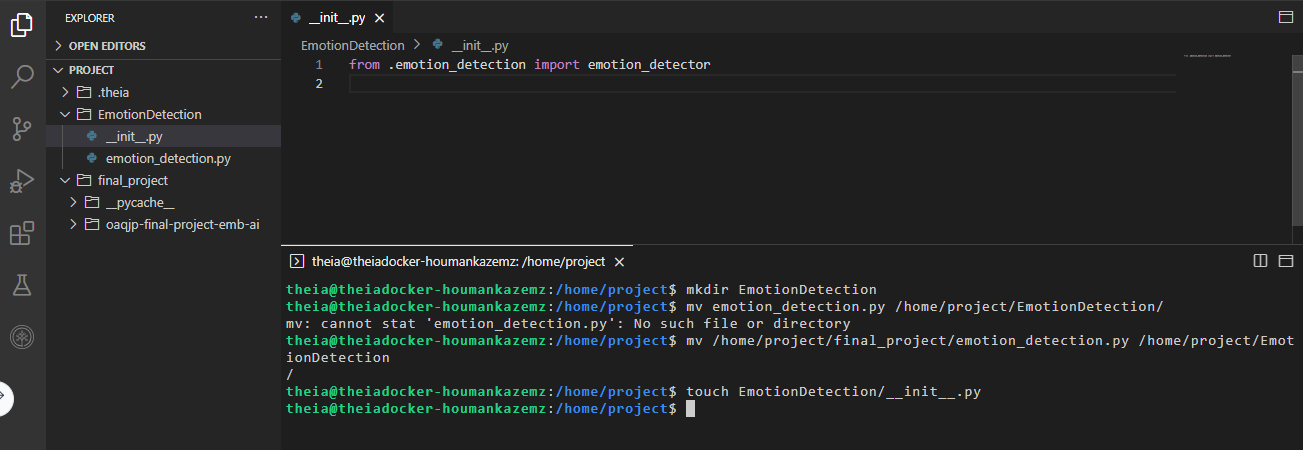 EXPLORER
OPEN EDITORS
PROJECT
.theia
EmotionDetection
__init__.py
emotion_detection.py
final_project
__pycache__
oaqjp-final-project-emb-ai
__init__.py
EmotionDetection > __init__.py
1 from .emotion_detection import emotion_detector
2
theia@theiadocker-houmankazemz: /home/project
theia@theiadocker-houmankazemz:/home/project$ mkdir EmotionDetection
theia@theiadocker-houmankazemz:/home/project$ mv emotion_detection.py /home/project/EmotionDetection/
mv: cannot stat 'emotion_detection.py': No such file or directory
theia@theiadocker-houmankazemz:/home/project$ mv /home/project/final_project/emotion_detection.py /home/project/Emot
ionDetection
/
theia@theiadocker-houmankazemz:/home/project$ touch EmotionDetection/__init__.py
theia@theiadocker-houmankazemz:/home/project$